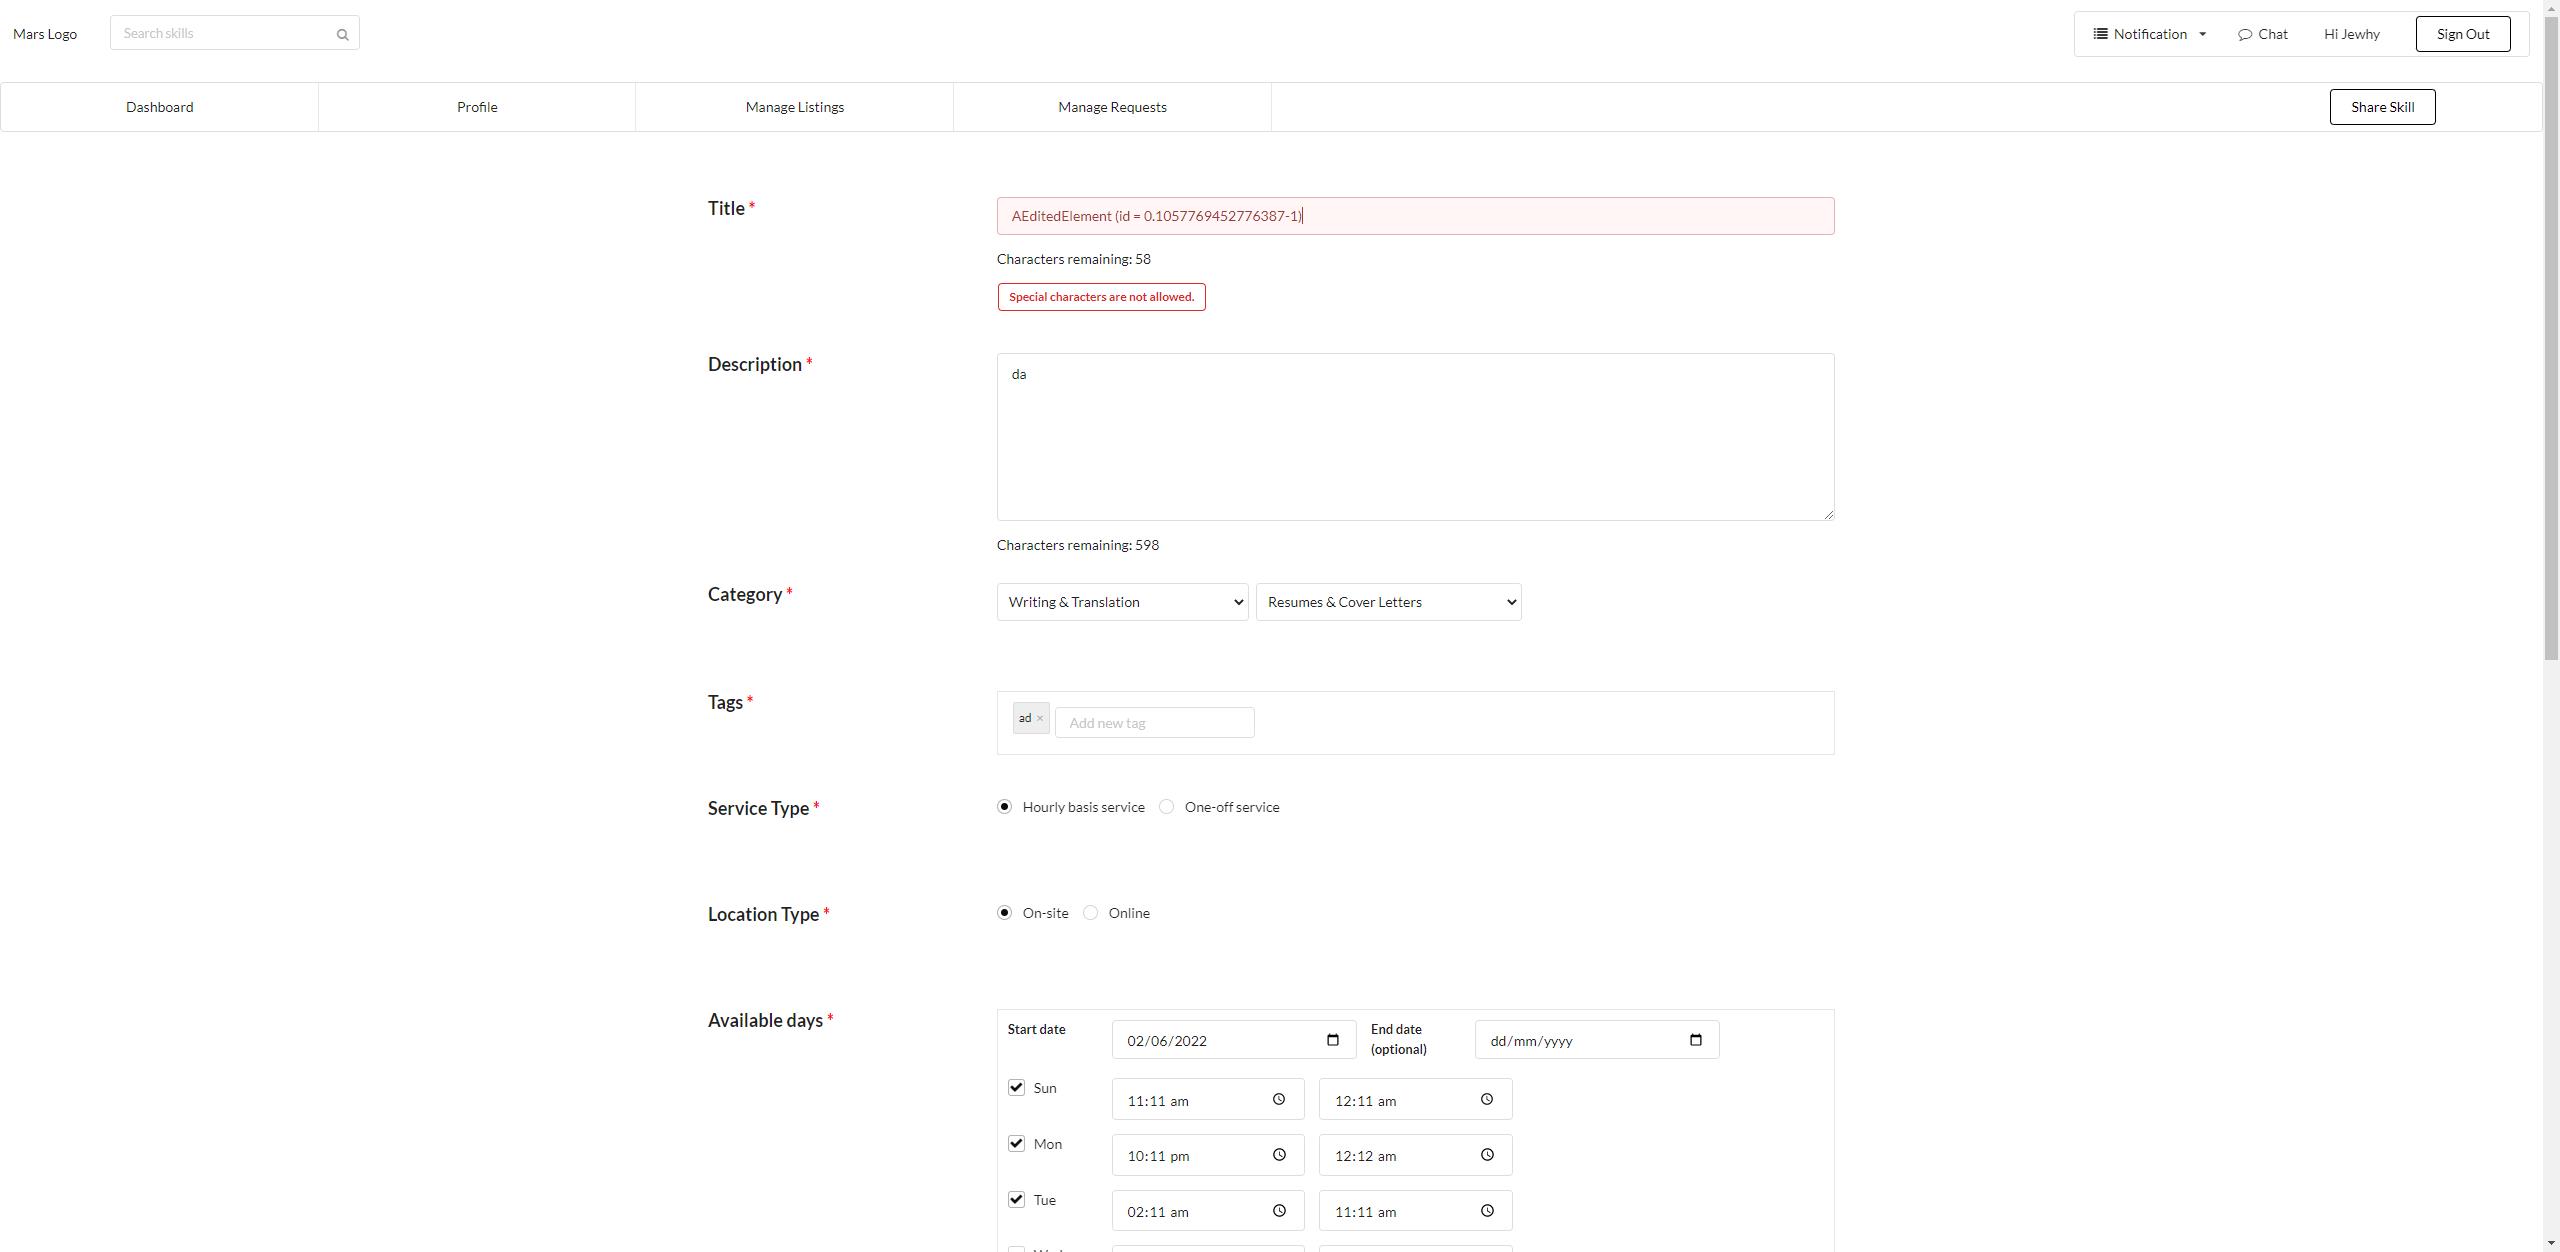 Mars Logo
Search skills
Notification
Chat
Hi Jewhy
Sign Out
Dashboard
Profile
Manage Listings
Manage Requests
Share Skill
Title *
AEditedElement (id = 0.1057769452776387-1)
Characters remaining: 58
Special characters are not allowed.
Description *
da
Characters remaining: 598
Category *
Writing & Translation
Resumes & Cover Letters
Tags *
ad ×
Add new tag
Service Type *
Hourly basis service
One-off service
Location Type *
On-site
Online
Available days *
Start date
02/06/2022
End date
(optional)
dd/mm/yyyy
Sun
11:11 am
12:11 am
Mon
10:11 pm
12:12 am
Tue
02:11 am
11:11 am